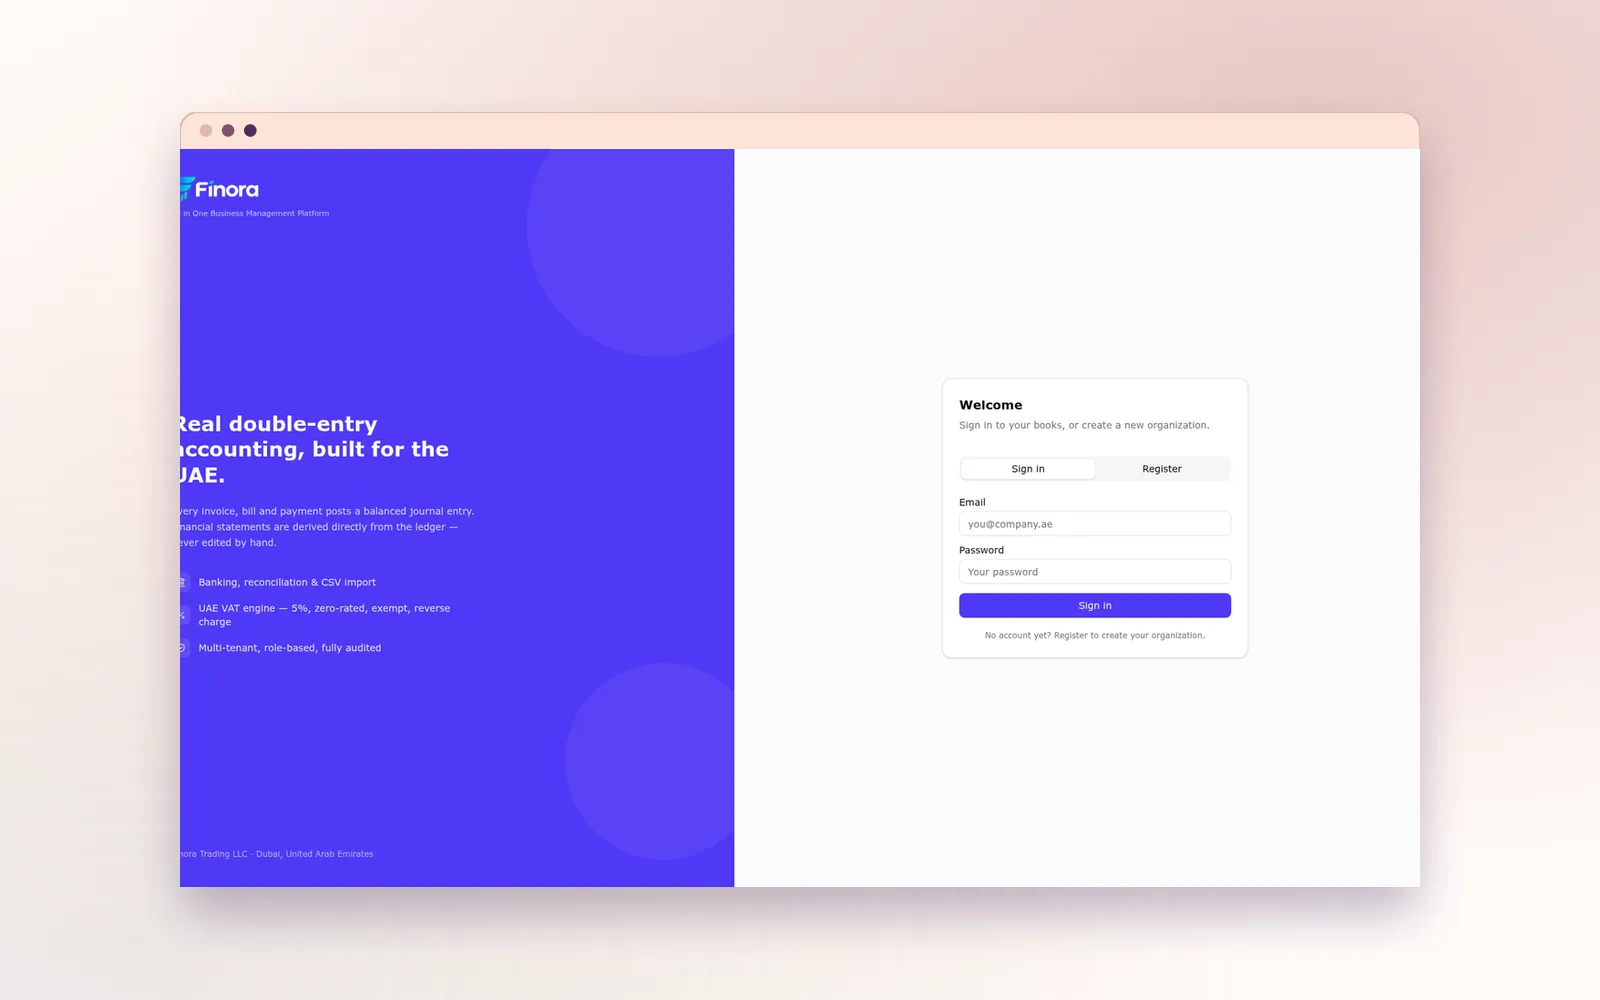 Finora
in One Business Management Platform
Real double-entry
accounting, built for the
UAE.
very invoice, bill and payment posts a balanced journal entry.
nancial statements are derived directly from the ledger —
ever edited by hand.
Banking, reconciliation & CSV import
UAE VAT engine — 5%, zero-rated, exempt, reverse
charge
Multi-tenant, role-based, fully audited
nora Trading LLC · Dubai, United Arab Emirates
Welcome
Sign in to your books, or create a new organization.
Sign in
Register
Email
you@company.ae
Password
Your password
Sign in
No account yet? Register to create your organization.